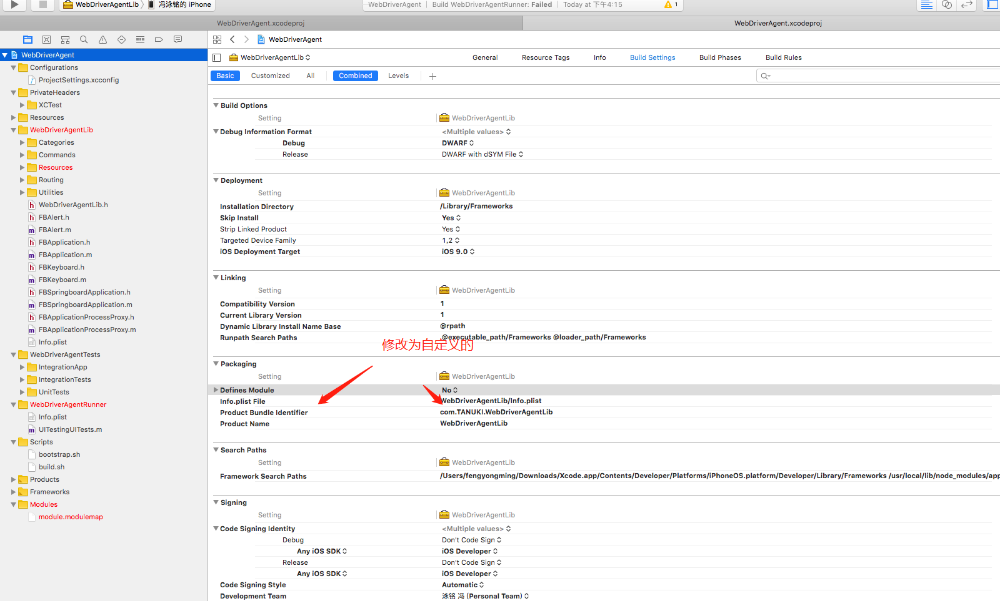 WebDriverAgentLib 〉 冯泳铭的 iPhone
WebDriverAgent | Build WebDriverAgentRunner: Failed | Today at 下午4:15
1
WebDriverAgent.xcodeproj
WebDriverAgent.xcodeproj
WebDriverAgent
Configurations
ProjectSettings.xcconfig
PrivateHeaders
XCTest
Resources
WebDriverAgentLib
Categories
Commands
Resources
Routing
Utilities
WebDriverAgentLib.h
FBAlert.h
FBAlert.m
FBApplication.h
FBApplication.m
FBKeyboard.h
FBKeyboard.m
FBSpringboardApplication.h
FBSpringboardApplication.m
FBApplicationProcessProxy.h
FBApplicationProcessProxy.m
Info.plist
WebDriverAgentTests
IntegrationApp
IntegrationTests
UnitTests
WebDriverAgentRunner
Info.plist
UITestingUITests.m
Scripts
bootstrap.sh
build.sh
Products
Frameworks
Modules
module.modulemap
WebDriverAgent
WebDriverAgentLib
General Resource Tags Info Build Settings Build Phases Build Rules
Basic Customized All Combined Levels +
Build Options
Setting WebDriverAgentLib
Debug Information Format <Multiple values>
Debug DWARF
Release DWARF with dSYM File
Deployment
Setting WebDriverAgentLib
Installation Directory /Library/Frameworks
Skip Install Yes
Strip Linked Product Yes
Targeted Device Family 1,2
iOS Deployment Target iOS 9.0
Linking
Setting WebDriverAgentLib
Compatibility Version 1
Current Library Version 1
Dynamic Library Install Name Base @rpath
Runpath Search Paths @executable_path/Frameworks @loader_path/Frameworks
修改为自定义的
Packaging
Setting WebDriverAgentLib
Defines Module No
Info.plist File WebDriverAgentLib/Info.plist
Product Bundle Identifier com.TANUKI.WebDriverAgentLib
Product Name WebDriverAgentLib
Search Paths
Setting WebDriverAgentLib
Framework Search Paths /Users/fengyongming/Downloads/Xcode.app/Contents/Developer/Platforms/iPhoneOS.platform/Developer/Library/Frameworks /usr/local/lib/node_modules/app
Signing
Setting WebDriverAgentLib
Code Signing Identity <Multiple values>
Debug Don't Code Sign
Any iOS SDK iOS Developer
Release Don't Code Sign
Any iOS SDK iOS Developer
Code Signing Style Automatic
Development Team 泳铭 冯 (Personal Team)